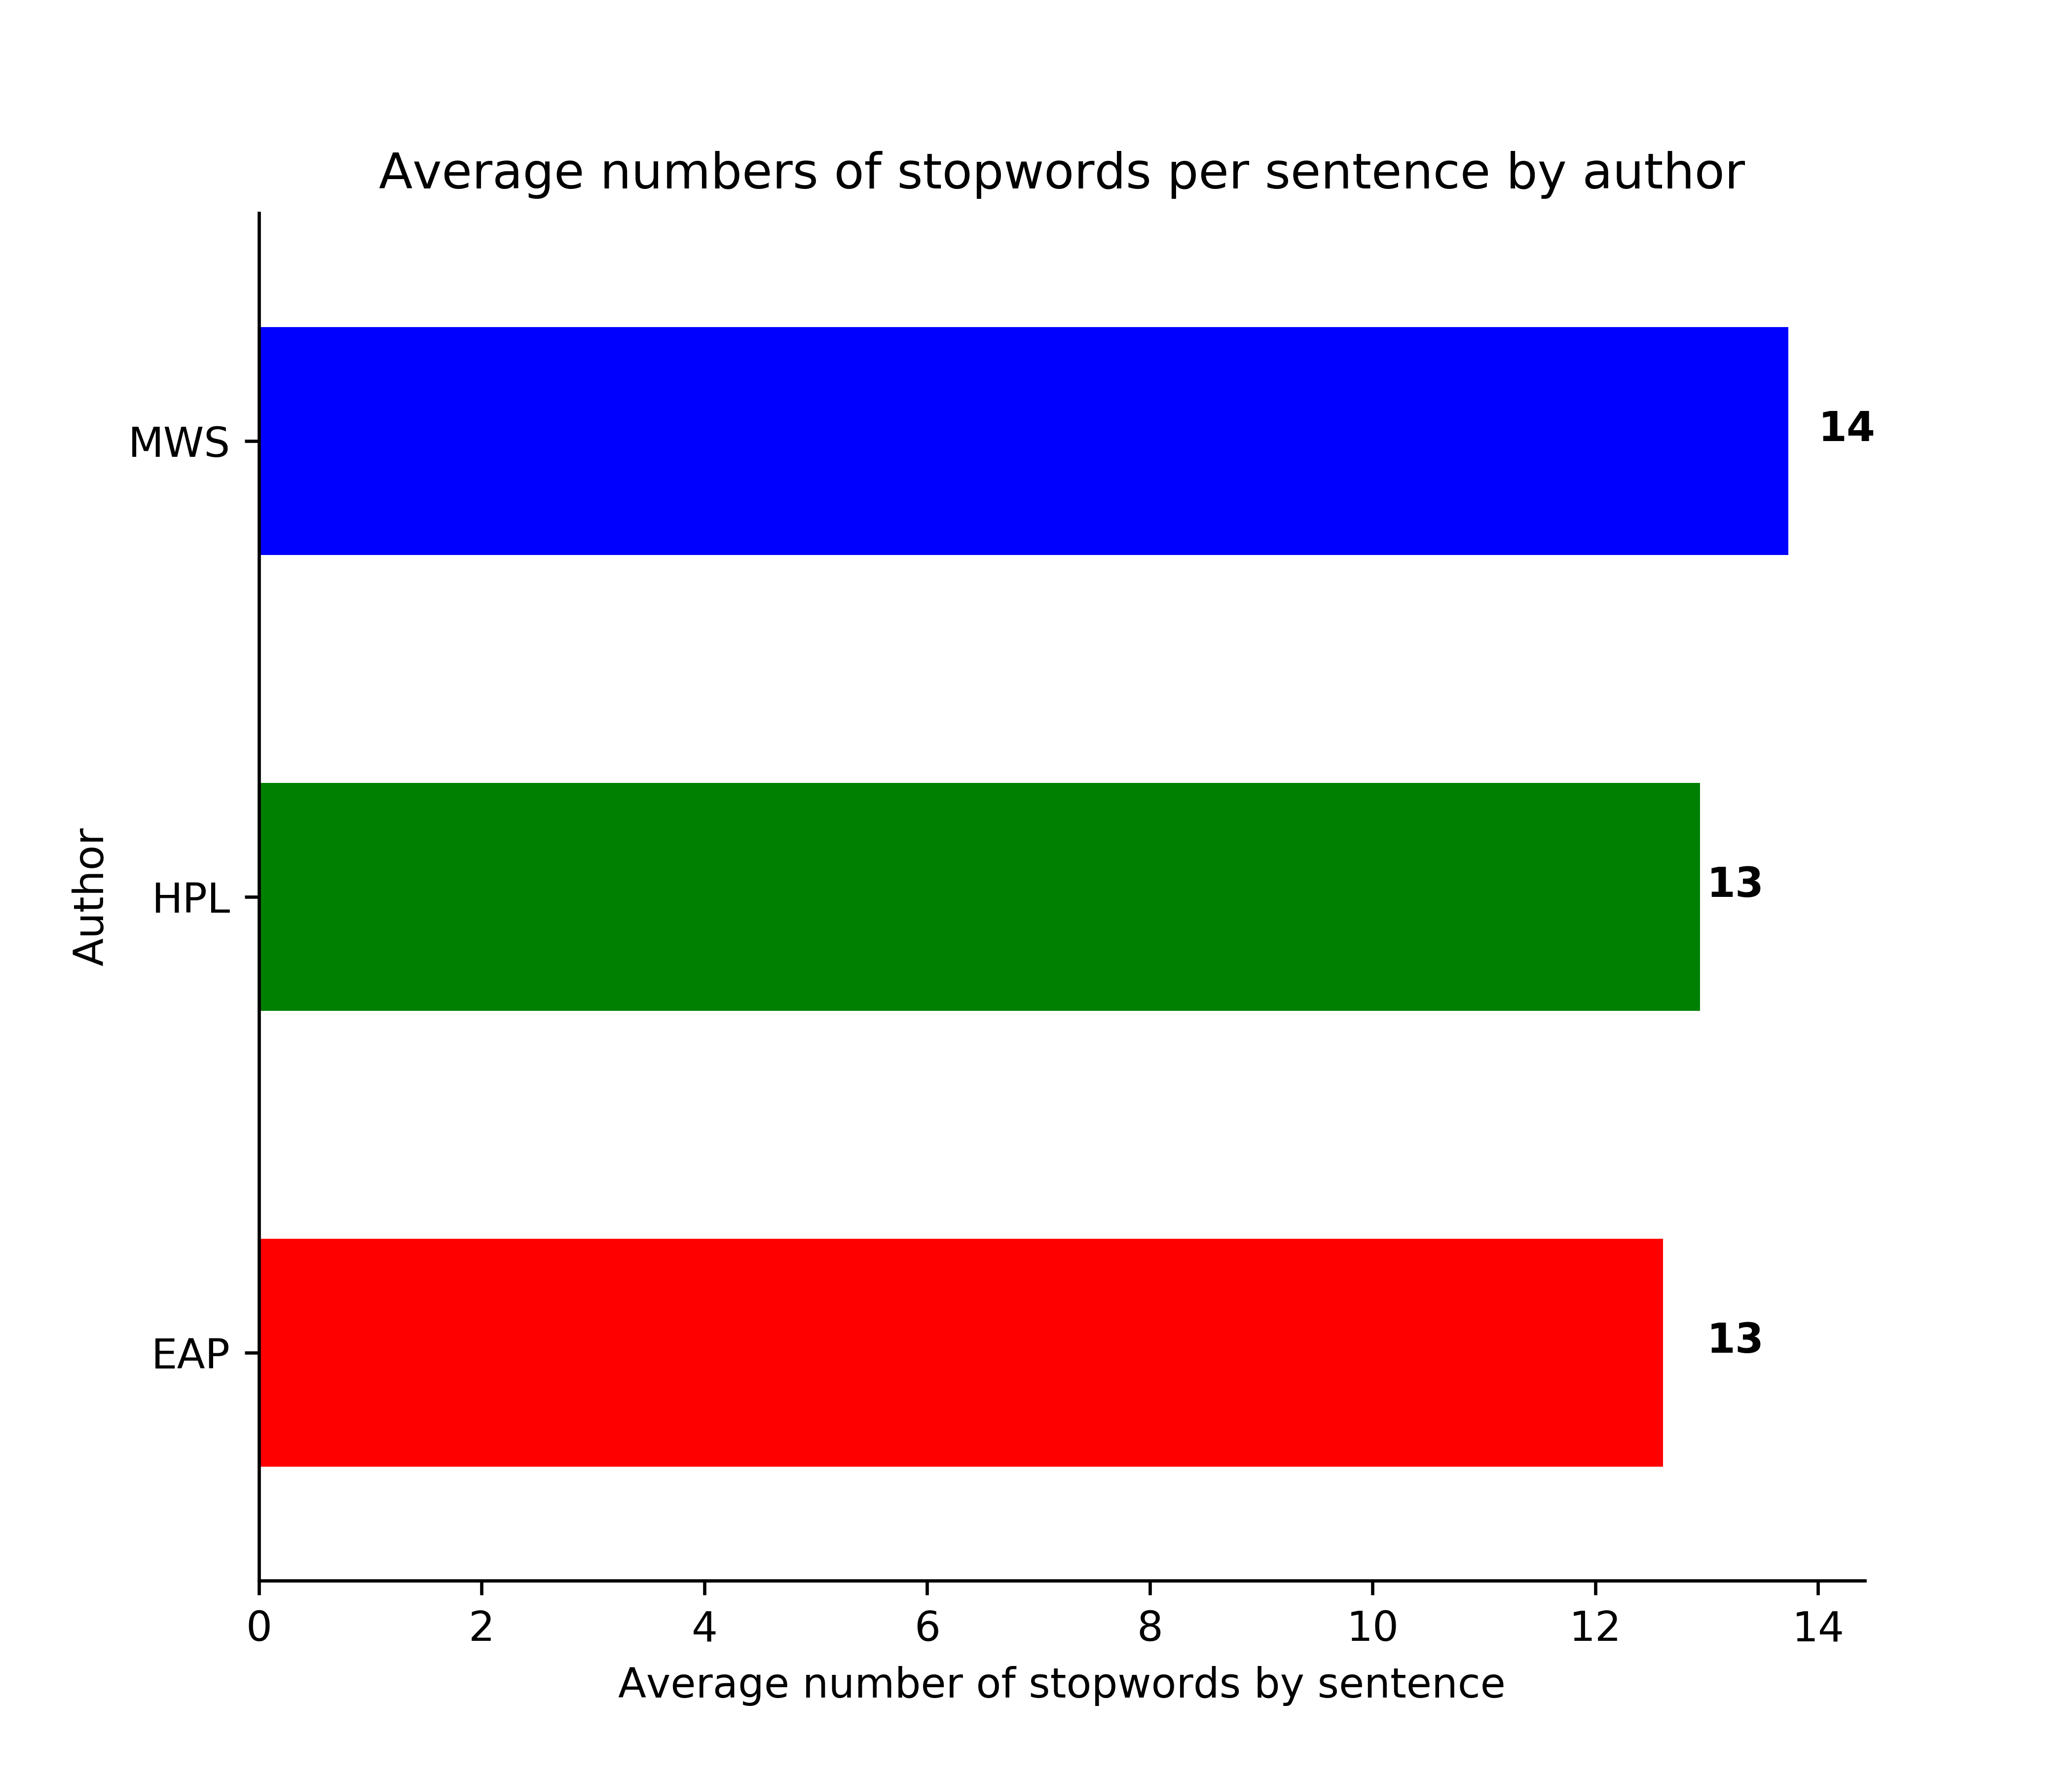 Average numbers of stopwords per sentence by author
MWS
14
Author
HPL
13
EAP
13
0 2 4 6 8 10 12 14
Average number of stopwords by sentence